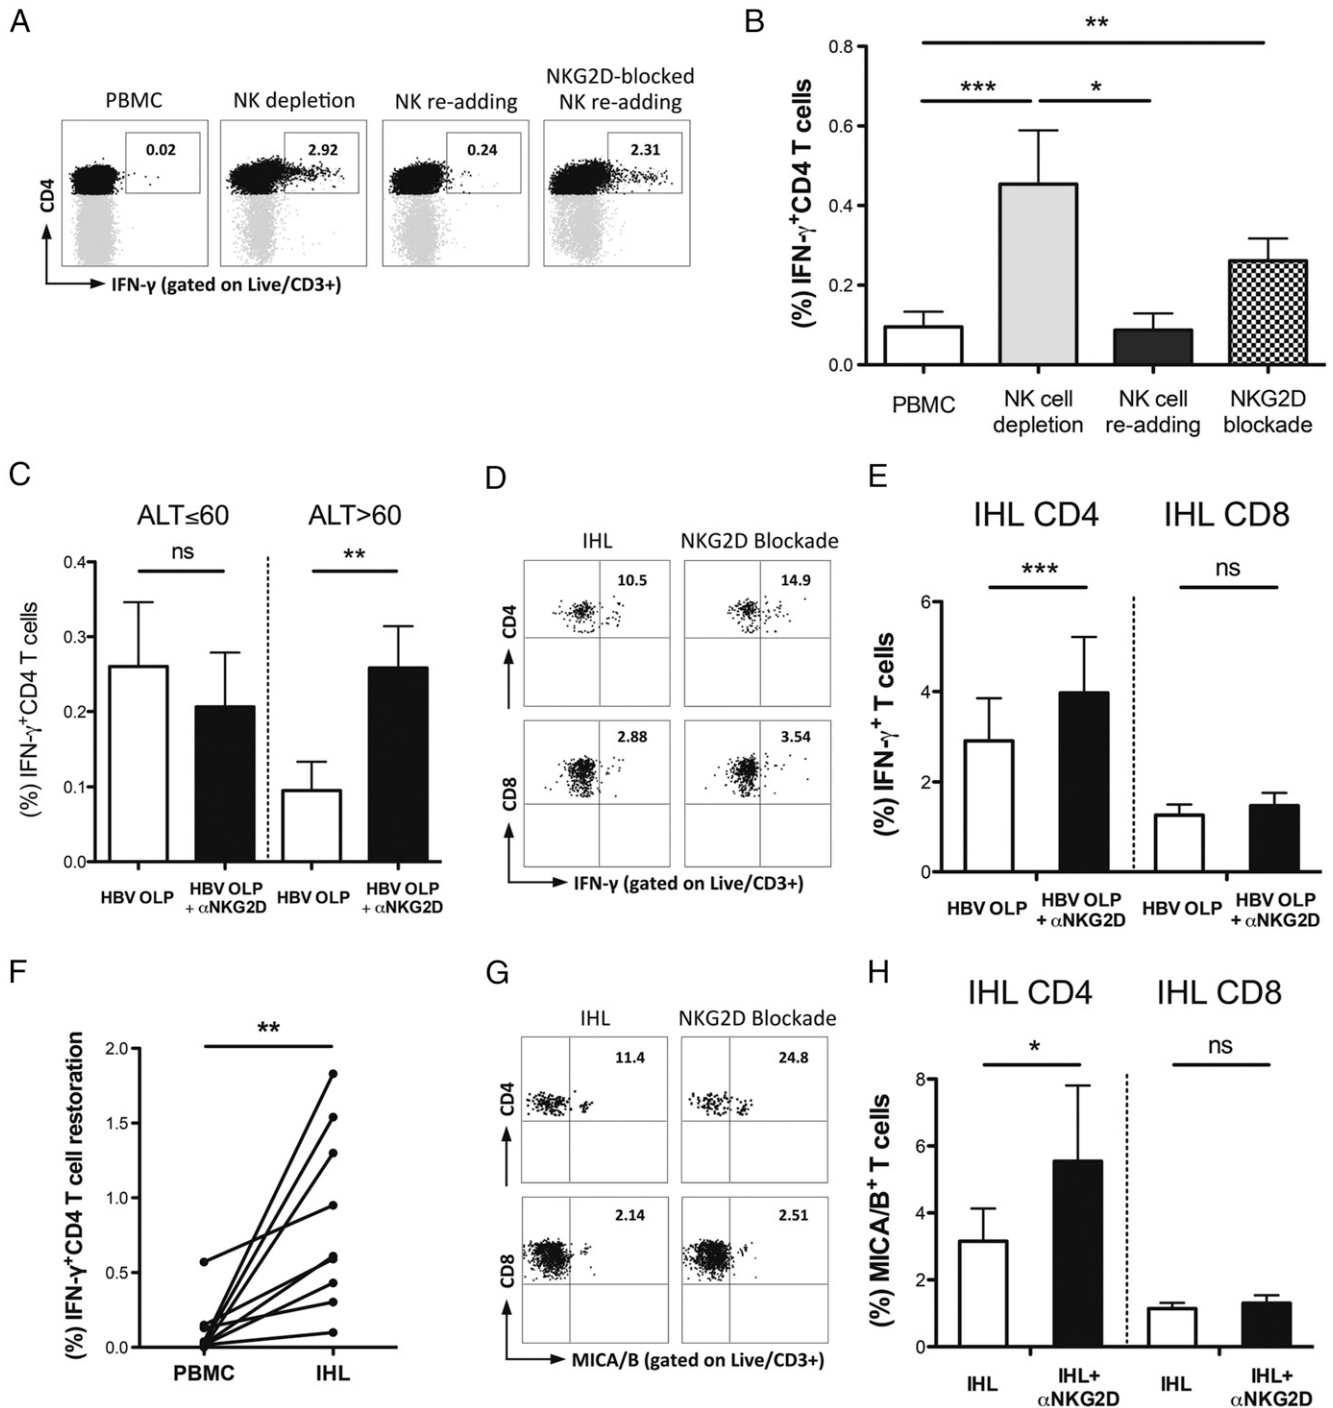 A
PBMC
NK depletion
NK re-adding
NKG2D-blocked
NK re-adding
0.02
2.92
0.24
2.31
CD4
IFN-γ (gated on Live/CD3+)
B
(%) IFN-γ+CD4 T cells
0.8
0.6
0.4
0.2
0.0
**
***
*
PBMC
NK cell
depletion
NK cell
re-adding
NKG2D
blockade
C
ALT≤60
ALT>60
ns
**
(%) IFN-γ+CD4 T cells
0.4
0.3
0.2
0.1
0.0
HBV OLP
HBV OLP
+ αNKG2D
HBV OLP
HBV OLP
+ αNKG2D
D
IHL
NKG2D Blockade
10.5
14.9
CD4
2.88
3.54
CD8
IFN-γ (gated on Live/CD3+)
E
IHL CD4
IHL CD8
***
ns
(%) IFN-γ+ T cells
6
4
2
0
HBV OLP
HBV OLP
+ αNKG2D
HBV OLP
HBV OLP
+ αNKG2D
F
**
(%) IFN-γ+CD4 T cell restoration
2.0
1.5
1.0
0.5
0.0
PBMC
IHL
G
IHL
NKG2D Blockade
11.4
24.8
CD4
2.14
2.51
CD8
MICA/B (gated on Live/CD3+)
H
IHL CD4
IHL CD8
*
ns
(%) MICA/B+ T cells
8
6
4
2
0
IHL
IHL+
αNKG2D
IHL
IHL+
αNKG2D